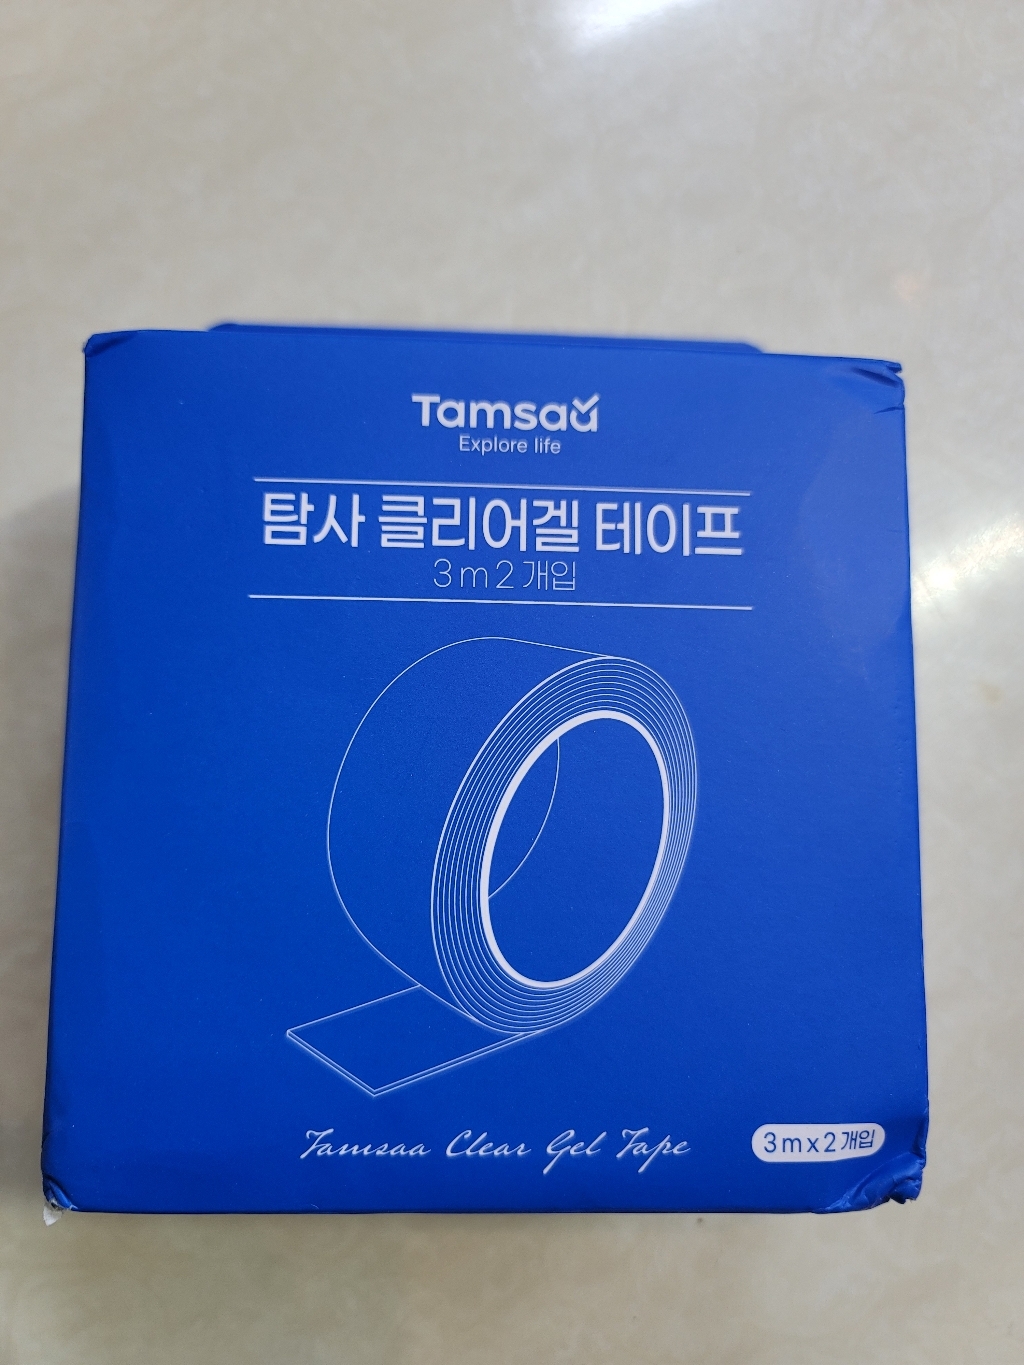 Tamsaa
Explore life
탐사 클리어겔 테이프
3m 2개입
Tamsaa Clear Gel Tape
3m x 2개입